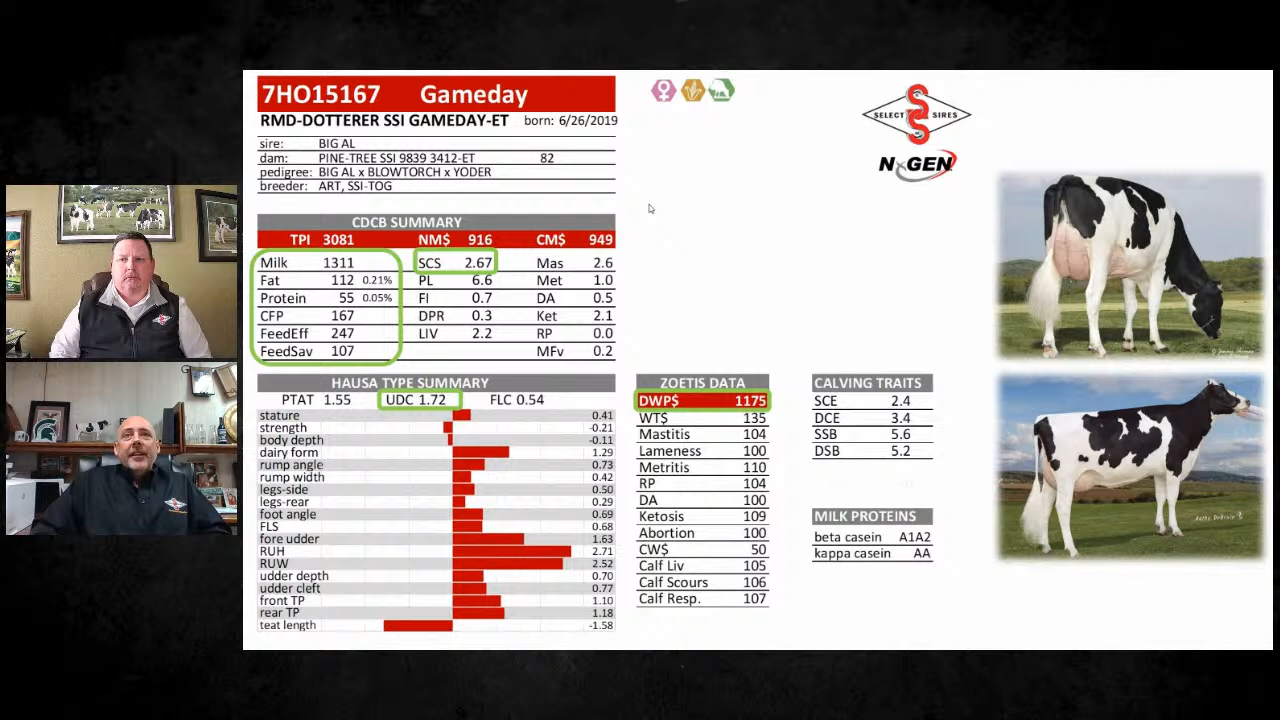 7HO15167 Gameday
RMD-DOTTERER SSI GAMEDAY-ET born: 6/26/2019
sire: BIG AL
dam: PINE-TREE SSI 9839 3412-ET 82
pedigree: BIG AL x BLOWTORCH x YODER
breeder: ART, SSI-TOG
CDCB SUMMARY
TPI 3081 NM$ 916 CM$ 949
Milk 1311 SCS 2.67 Mas 2.6
Fat 112 0.21% PL 6.6 Met 1.0
Protein 55 0.05% FI 0.7 DA 0.5
CFP 167 DPR 0.3 Ket 2.1
FeedEff 247 LIV 2.2 RP 0.0
FeedSav 107 MFv 0.2
HAUSA TYPE SUMMARY
PTAT 1.55 UDC 1.72 FLC 0.54
stature 0.41
strength -0.21
body depth -0.11
dairy form 1.29
rump angle 0.73
rump width 0.42
legs-side 0.50
legs-rear 0.29
foot angle 0.69
FLS 0.68
fore udder 1.63
RUH 2.71
RUW 2.52
udder depth 0.70
udder cleft 0.77
front TP 1.10
rear TP 1.18
teat length -1.58
ZOETIS DATA
DWP$ 1175
WT$ 135
Mastitis 104
Lameness 100
Metritis 110
RP 104
DA 100
Ketosis 109
Abortion 100
CW$ 50
Calf Liv 105
Calf Scours 106
Calf Resp. 107
CALVING TRAITS
SCE 2.4
DCE 3.4
SSB 5.6
DSB 5.2
MILK PROTEINS
beta casein A1A2
kappa casein AA
SELECT SIRES
NxGEN